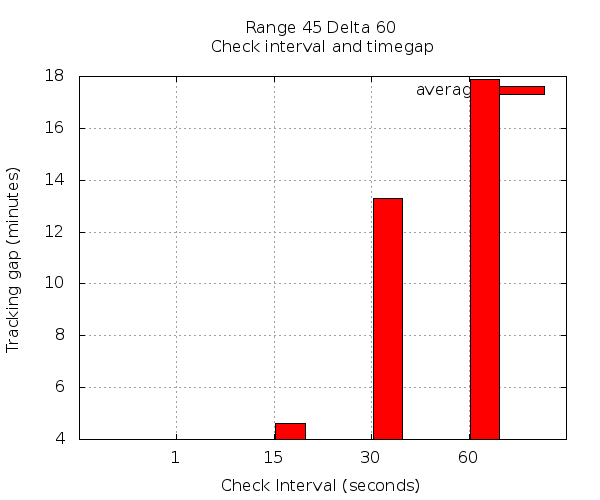 Range 45 Delta 60
Check interval and timegap
18
averag
16
14
12
10
8
6
4
1 15 30 60
Tracking gap (minutes)
Check Interval (seconds)